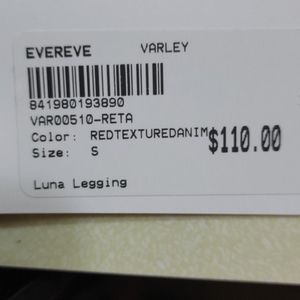 EVEREVE VARLEY
841980193890
VAR00510-RETA
Color: REDTEXTUREDANIM
Size: S $110.00
Luna Legging